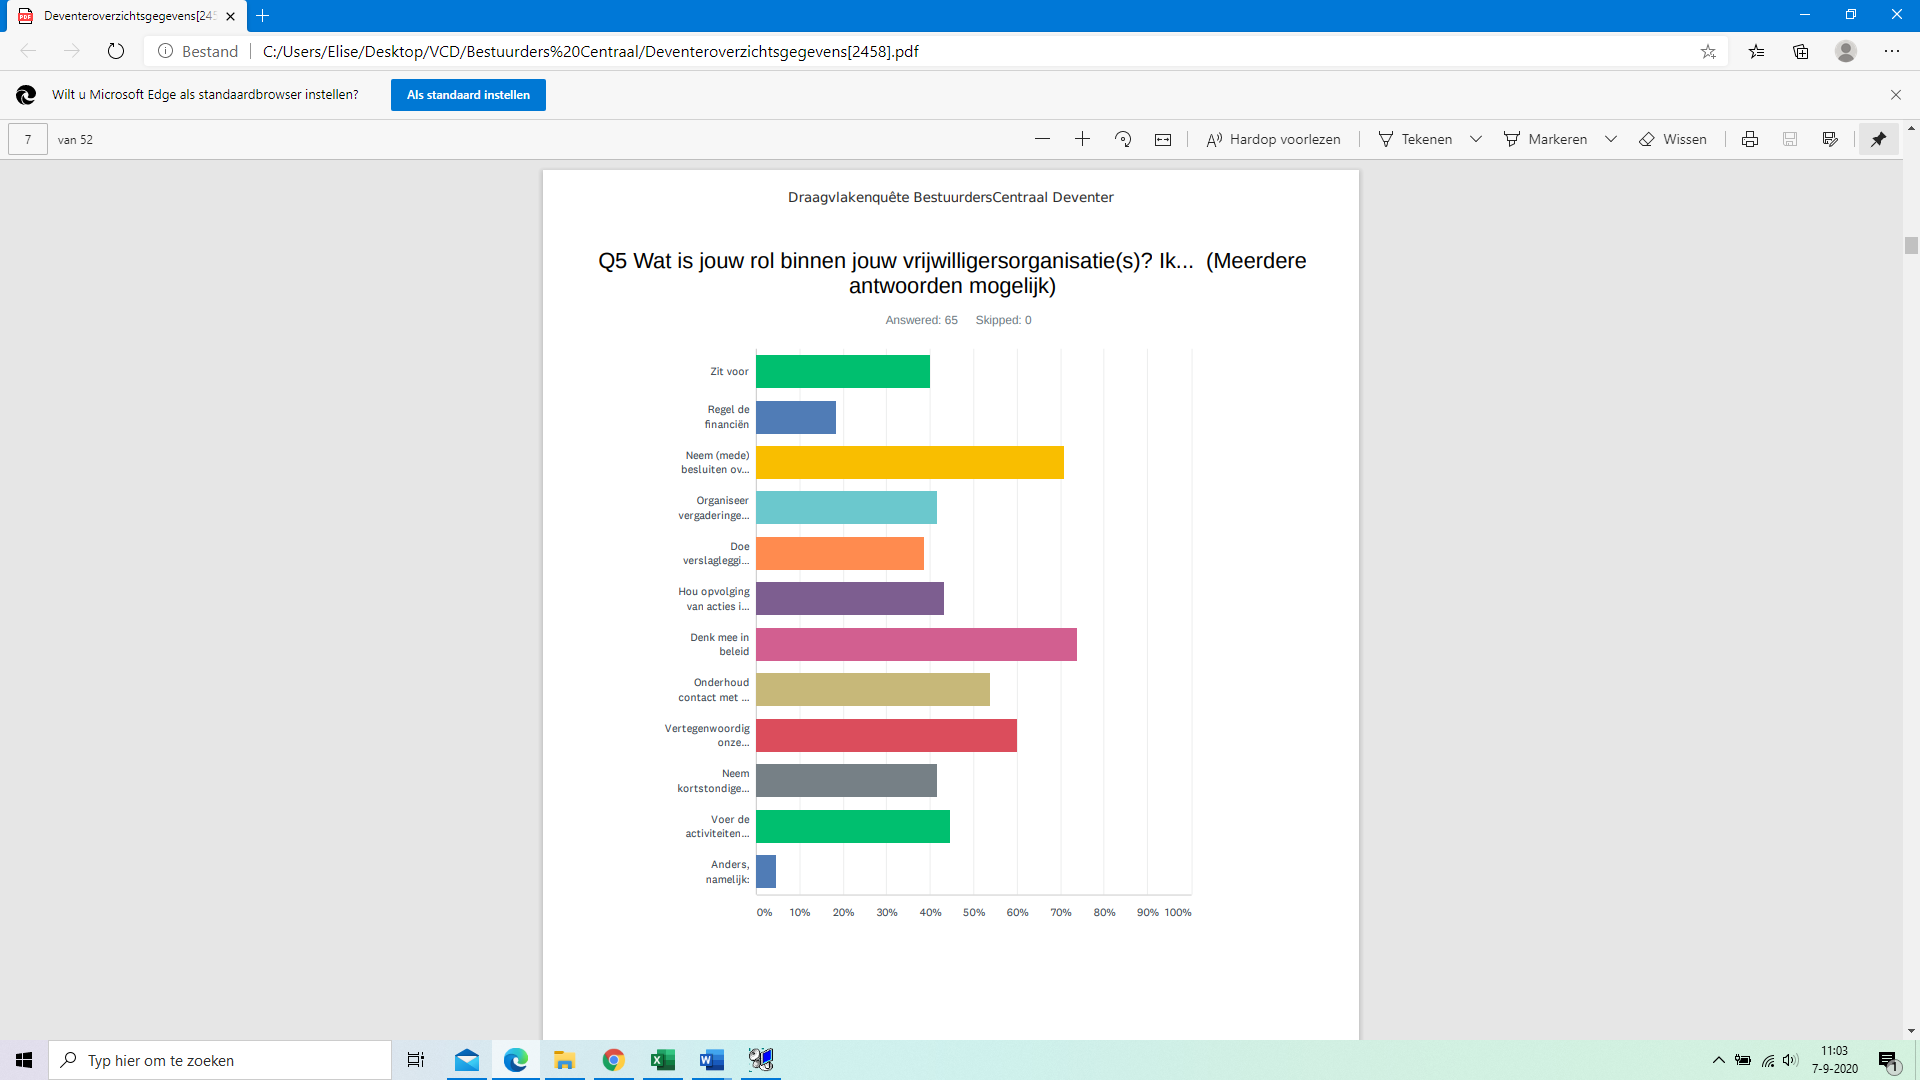 Deventeroverzichtsgegevens[245
Bestand
C:/Users/Elise/Desktop/VCD/Bestuurders%20Centraal/Deventeroverzichtsgegevens[2458].pdf
Wilt u Microsoft Edge als standaardbrowser instellen?
Als standaard instellen
7
van 52
Hardop voorlezen
Tekenen
Markeren
Wissen
Draagvlakenquête BestuurdersCentraal Deventer
Q5 Wat is jouw rol binnen jouw vrijwilligersorganisatie(s)? Ik... (Meerdere
antwoorden mogelijk)
Answered: 65 Skipped: 0
Zit voor
Regel de
financiën
Neem (mede)
besluiten ov...
Organiseer
vergaderinge...
Doe
verslagleggi...
Hou opvolging
van acties i...
Denk mee in
beleid
Onderhoud
contact met ...
Vertegenwoordig
onze...
Neem
kortstondige...
Voer de
activiteiten...
Anders,
namelijk:
0% 10% 20% 30% 40% 50% 60% 70% 80% 90% 100%
Typ hier om te zoeken
11:03
7-9-2020
1